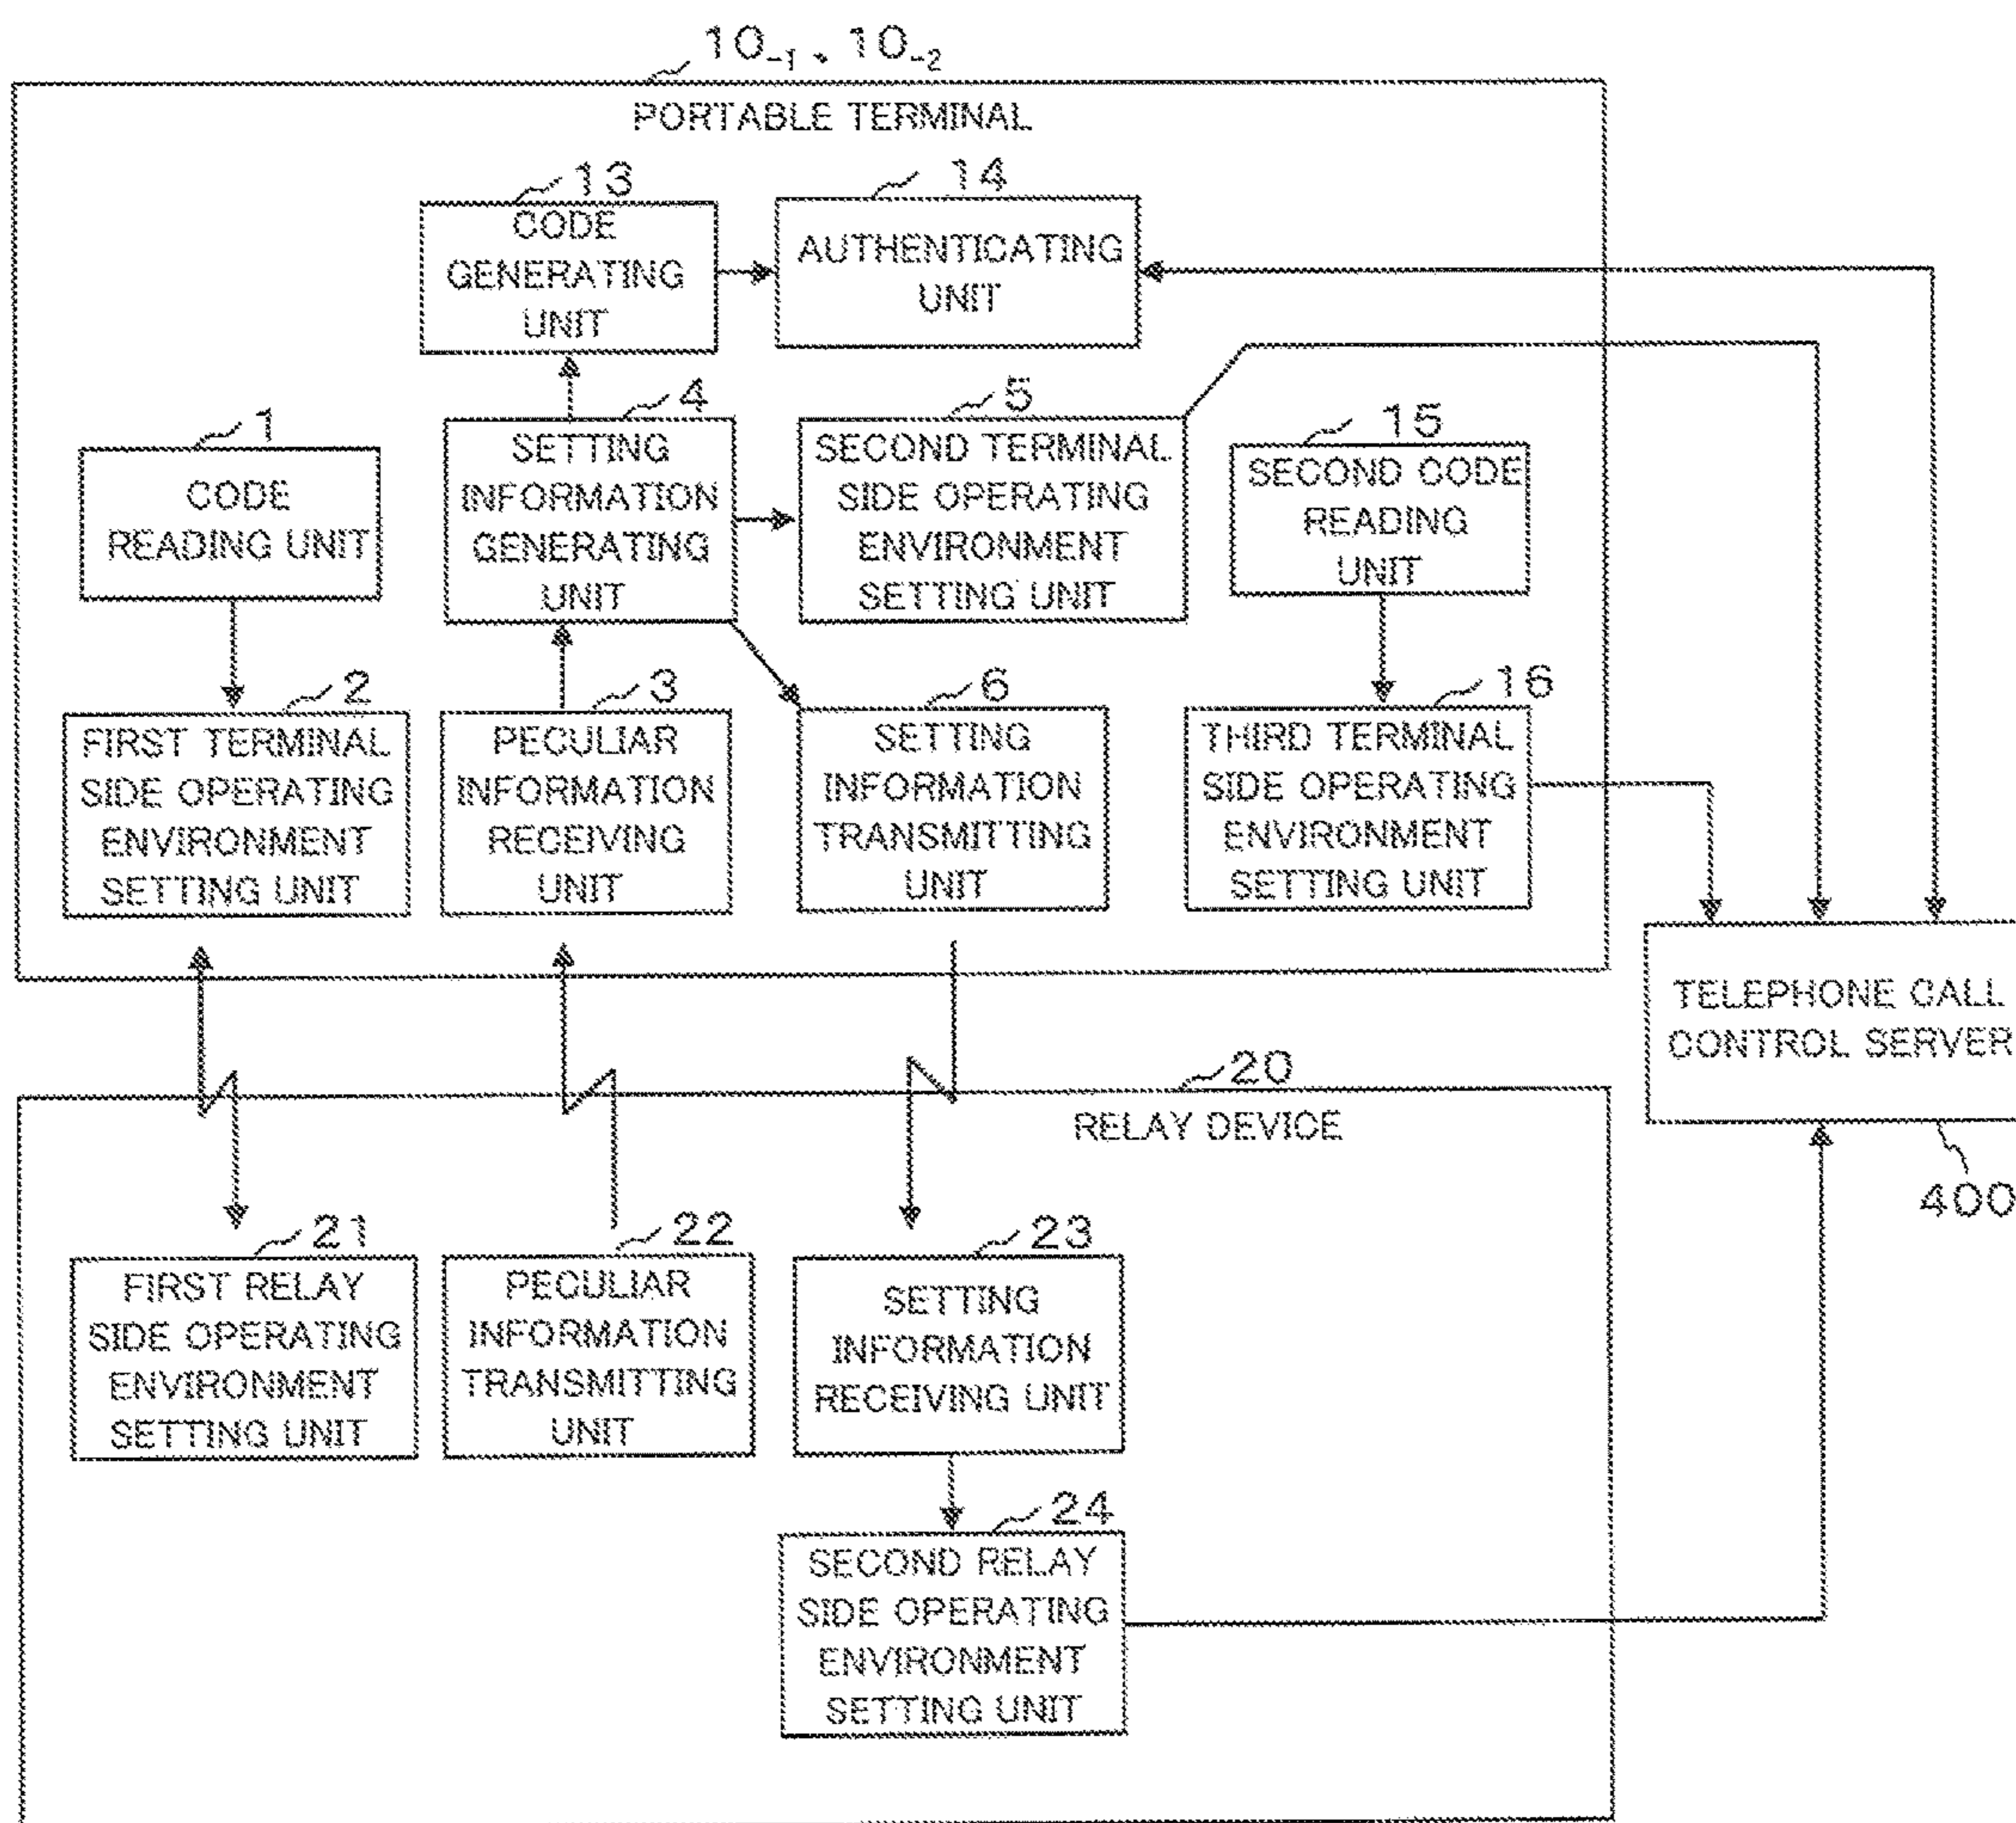 10-1、10-2
PORTABLE TERMINAL
13
CODE
GENERATING
UNIT
14
AUTHENTICATING
UNIT
1
CODE
READING UNIT
4
SETTING
INFORMATION
GENERATING
UNIT
5
SECOND TERMINAL
SIDE OPERATING
ENVIRONMENT
SETTING UNIT
15
SECOND CODE
READING
UNIT
2
FIRST TERMINAL
SIDE OPERATING
ENVIRONMENT
SETTING UNIT
3
PECULIAR
INFORMATION
RECEIVING
UNIT
6
SETTING
INFORMATION
TRANSMITTING
UNIT
16
THIRD TERMINAL
SIDE OPERATING
ENVIRONMENT
SETTING UNIT
TELEPHONE CALL
CONTROL SERVER
400
20
RELAY DEVICE
21
FIRST RELAY
SIDE OPERATING
ENVIRONMENT
SETTING UNIT
22
PECULIAR
INFORMATION
TRANSMITTING
UNIT
23
SETTING
INFORMATION
RECEIVING UNIT
24
SECOND RELAY
SIDE OPERATING
ENVIRONMENT
SETTING UNIT